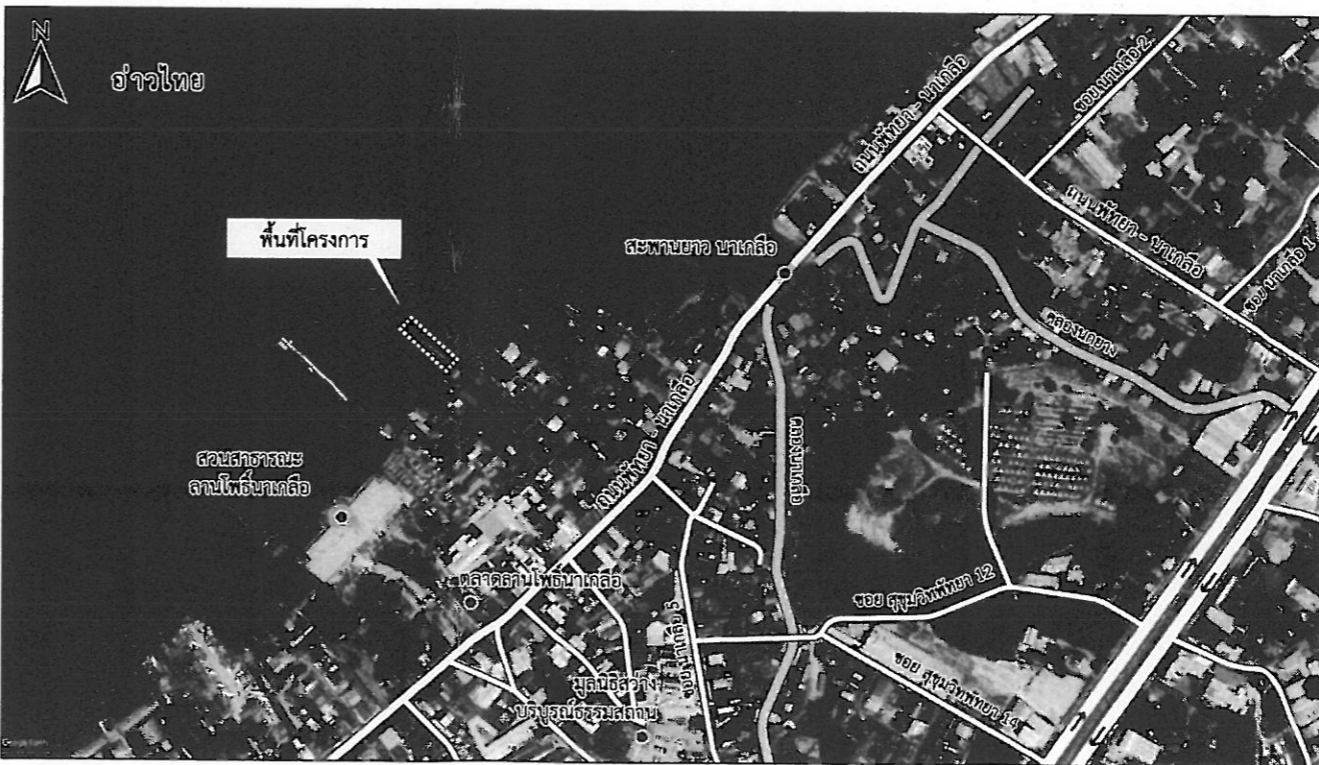 N
อ่าวไทย
ถนนพัทยา - นาเกลือ
ซอย นาเกลือ 2
พื้นที่โครงการ
สะพานยาว นาเกลือ
ถนนพัทยา - นาเกลือ
ซอย นาเกลือ 1
คลองนกยาง
ถนนพัทยา - นาเกลือ
คลองนาเกลือ
สวนสาธารณะ
ลานโพธิ์นาเกลือ
ตลาดลานโพธิ์นาเกลือ
ซอย นาเกลือ 5
ซอย สุขุมวิทพัทยา 12
ซอย สุขุมวิทพัทยา 14
มูลนิธิสว่าง
บริบูรณ์ธรรมสถาน